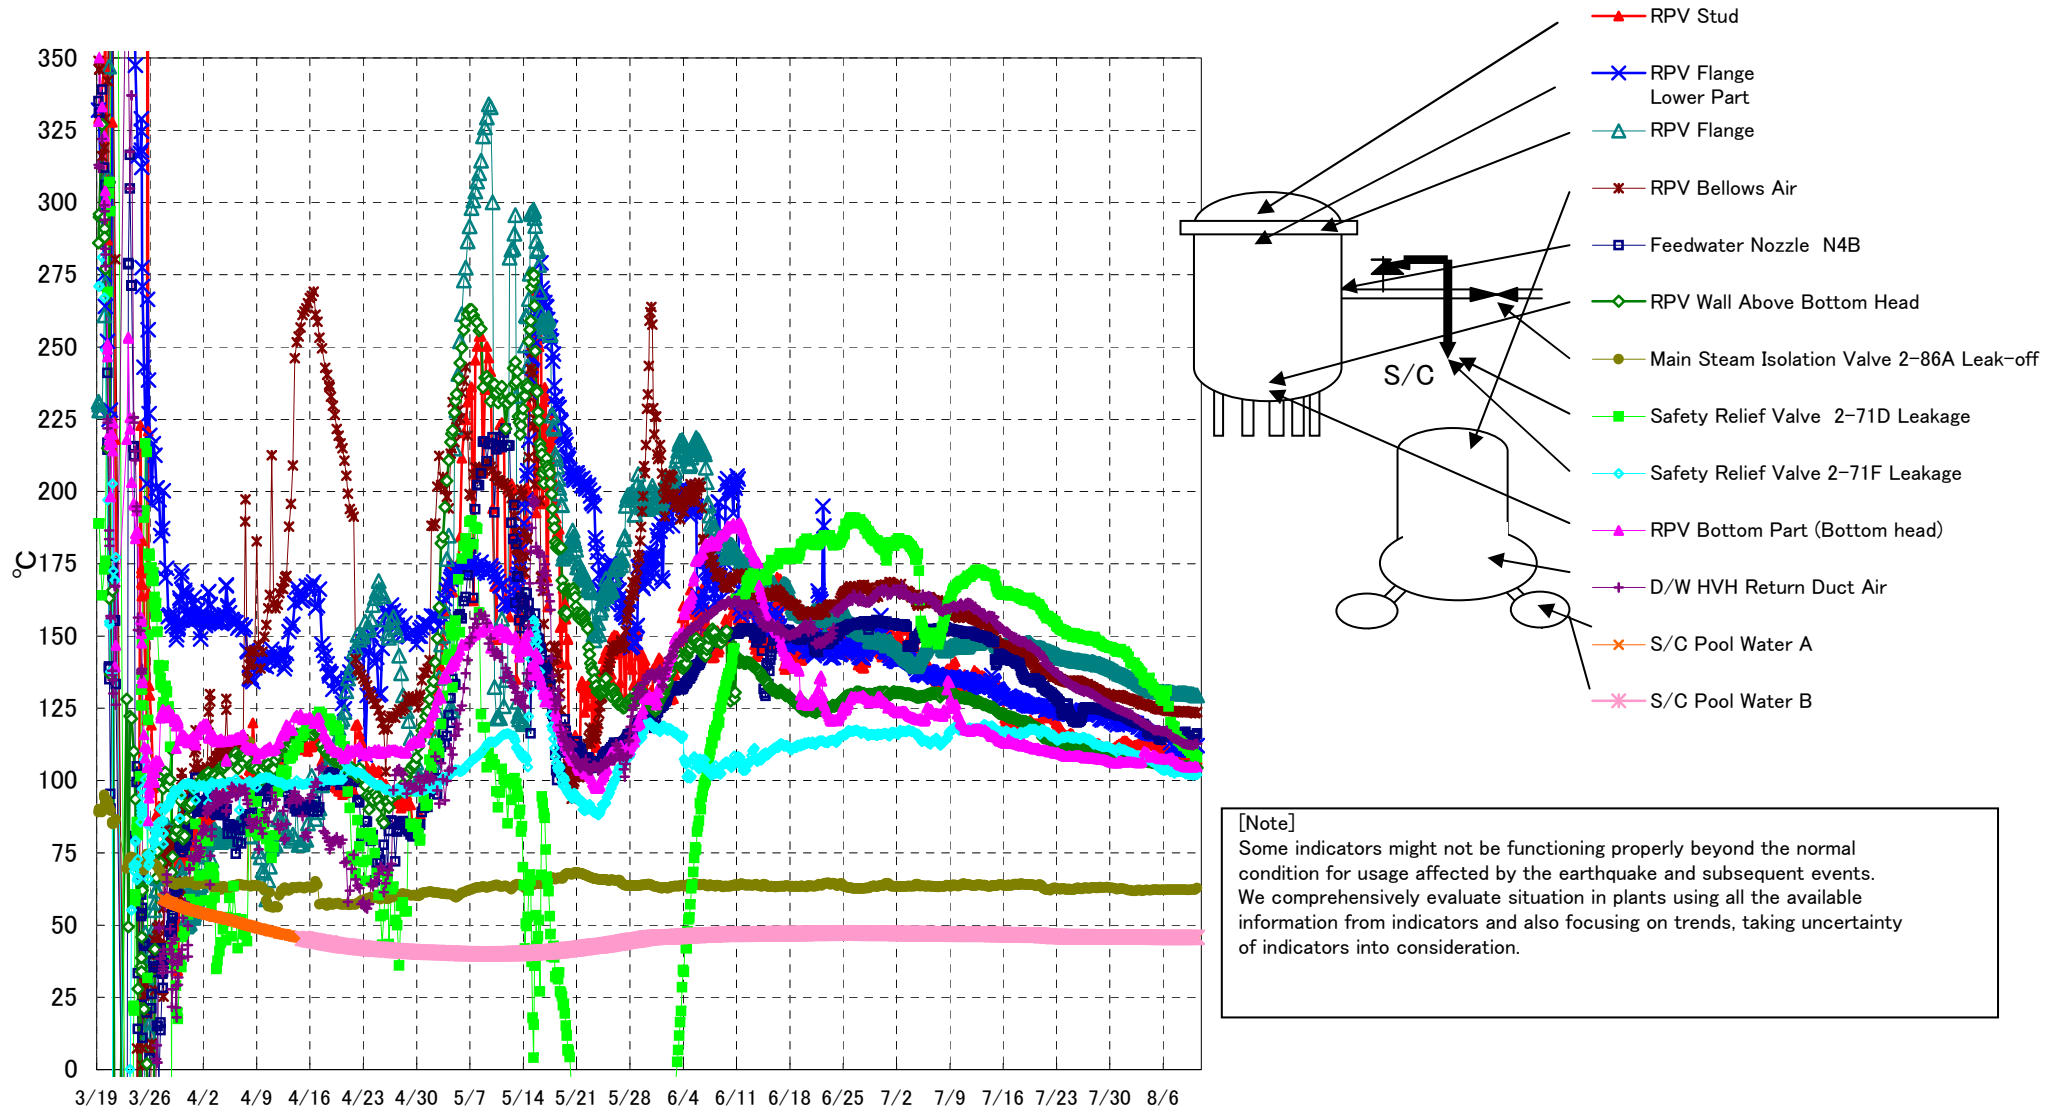 350
325
300
275
250
225
200
175
150
125
100
75
50
25
0
℃
3/19 3/26 4/2 4/9 4/16 4/23 4/30 5/7 5/14 5/21 5/28 6/4 6/11 6/18 6/25 7/2 7/9 7/16 7/23 7/30 8/6
RPV Stud
RPV Flange
Lower Part
RPV Flange
RPV Bellows Air
Feedwater Nozzle N4B
RPV Wall Above Bottom Head
Main Steam Isolation Valve 2-86A Leak-off
Safety Relief Valve 2-71D Leakage
Safety Relief Valve 2-71F Leakage
RPV Bottom Part (Bottom head)
D/W HVH Return Duct Air
S/C Pool Water A
S/C Pool Water B
S/C
[Note]
Some indicators might not be functioning properly beyond the normal
condition for usage affected by the earthquake and subsequent events.
We comprehensively evaluate situation in plants using all the available
information from indicators and also focusing on trends, taking uncertainty
of indicators into consideration.